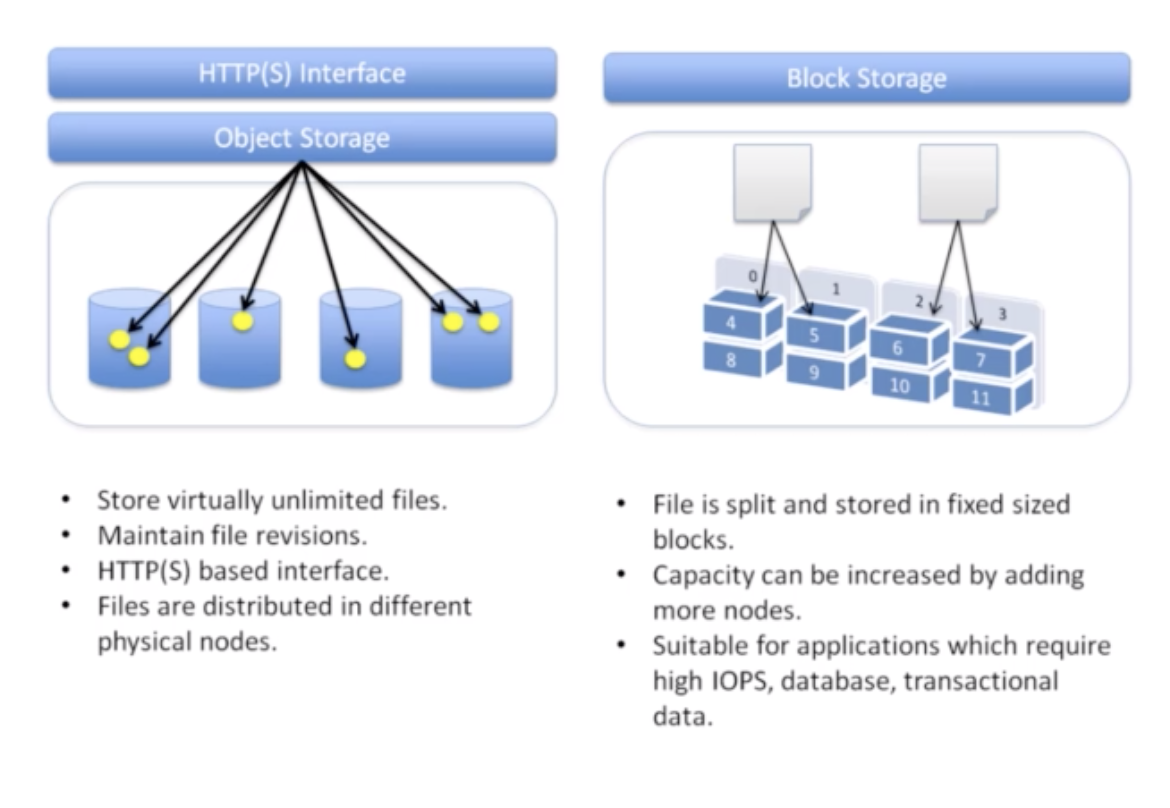 HTTP(S) Interface
Object Storage
• Store virtually unlimited files.
• Maintain file revisions.
• HTTP(S) based interface.
• Files are distributed in different
physical nodes.
Block Storage
0
1
2
3
4
5
6
7
8
9
10
11
• File is split and stored in fixed sized
blocks.
• Capacity can be increased by adding
more nodes.
• Suitable for applications which require
high IOPS, database, transactional
data.